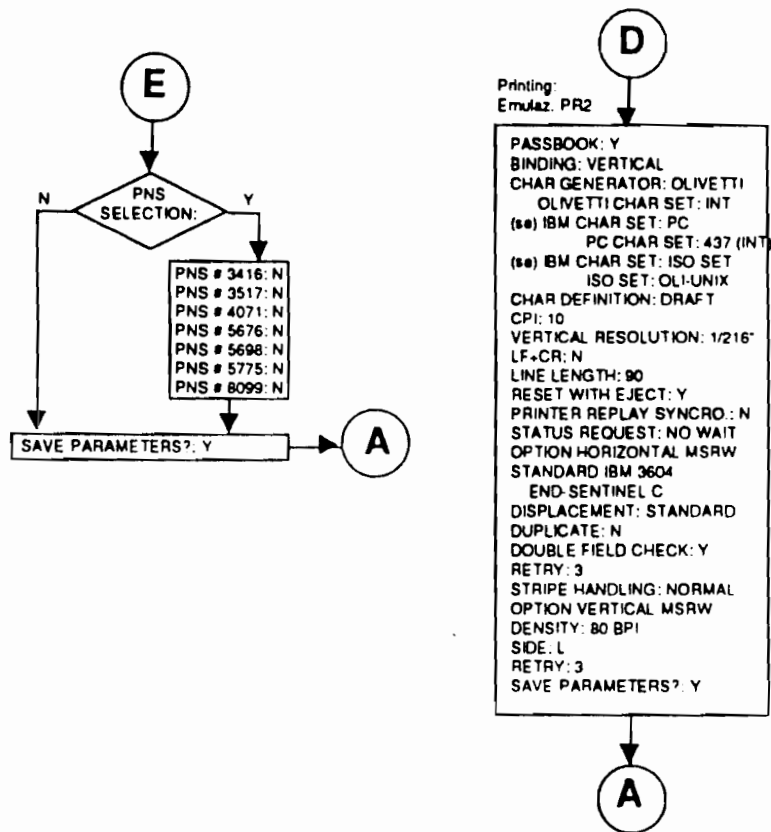 E
N
PNS
SELECTION:
Y
PNS # 3416: N
PNS # 3517: N
PNS # 4071: N
PNS # 5676: N
PNS # 5698: N
PNS # 5775: N
PNS # 8099: N
SAVE PARAMETERS?: Y
A
D
Printing:
Emulaz. PR2
PASSBOOK: Y
BINDING: VERTICAL
CHAR GENERATOR: OLIVETTI
OLIVETTI CHAR SET: INT
(se) IBM CHAR SET: PC
PC CHAR SET: 437 (INT)
(se) IBM CHAR SET: ISO SET
ISO SET: OLI-UNIX
CHAR DEFINITION: DRAFT
CPI: 10
VERTICAL RESOLUTION: 1/216"
LF+CR: N
LINE LENGTH: 90
RESET WITH EJECT: Y
PRINTER REPLAY SYNCRO.: N
STATUS REQUEST: NO WAIT
OPTION HORIZONTAL MSRW
STANDARD IBM 3604
END-SENTINEL C
DISPLACEMENT: STANDARD
DUPLICATE: N
DOUBLE FIELD CHECK: Y
RETRY: 3
STRIPE HANDLING: NORMAL
OPTION VERTICAL MSRW
DENSITY: 80 BPI
SIDE: L
RETRY: 3
SAVE PARAMETERS?: Y
A